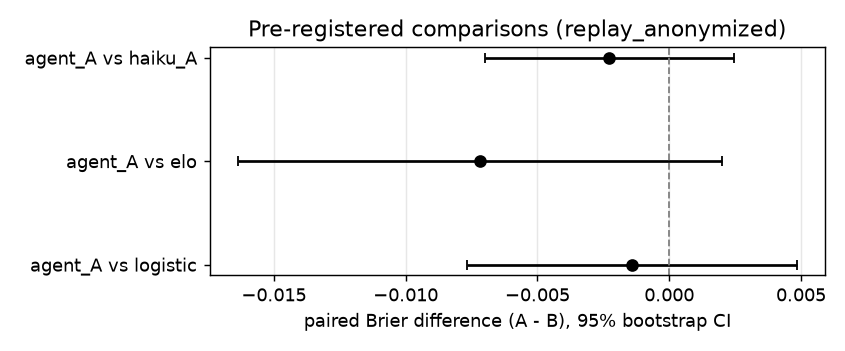 Pre-registered comparisons (replay_anonymized)
agent_A vs haiku_A
agent_A vs elo
agent_A vs logistic
−0.015 −0.010 −0.005 0.000 0.005
paired Brier difference (A - B), 95% bootstrap CI